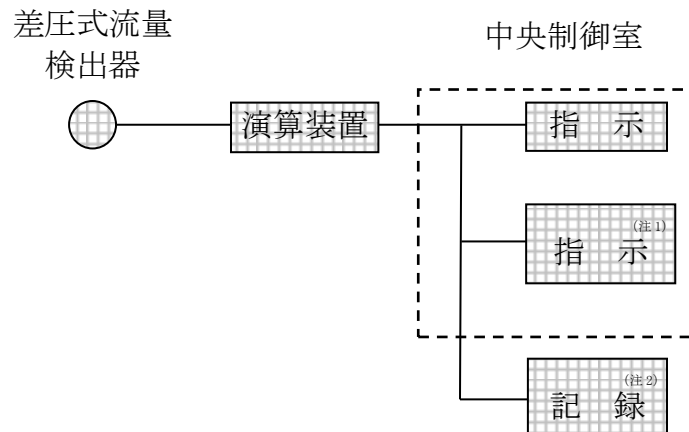 差圧式流量
検出器
中央制御室
演算装置
指 示
(注1)
指 示
(注2)
記 録